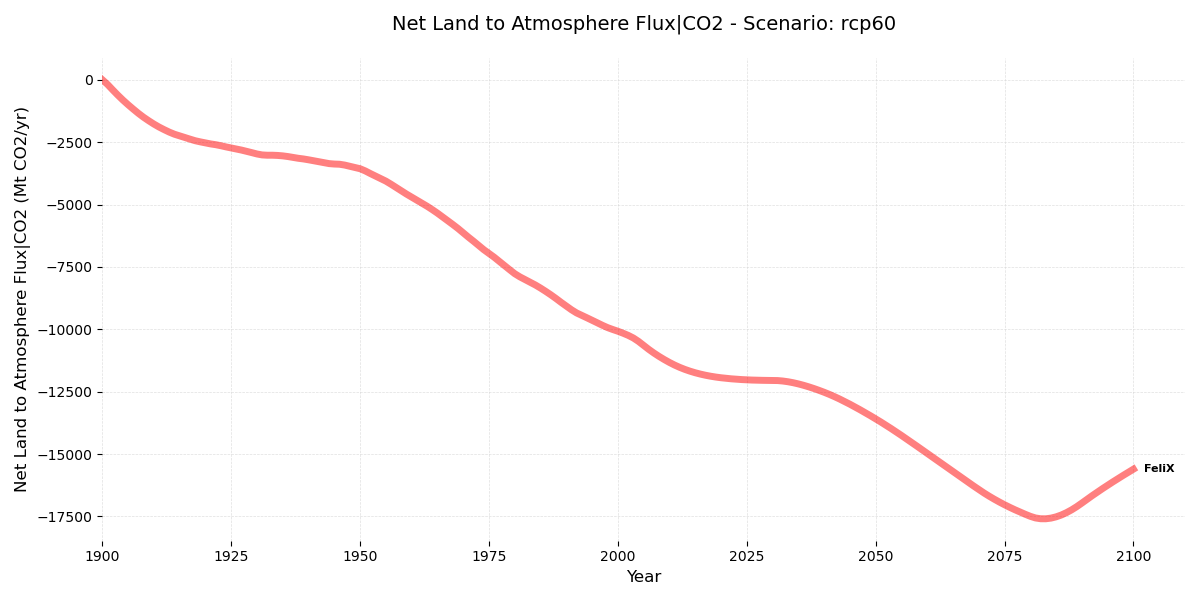 Net Land to Atmosphere Flux|CO2 - Scenario: rcp60
Net Land to Atmosphere Flux|CO2 (Mt CO2/yr)
0
−2500
−5000
−7500
−10000
−12500
−15000
−17500
FeliX
1900 1925 1950 1975 2000 2025 2050 2075 2100
Year